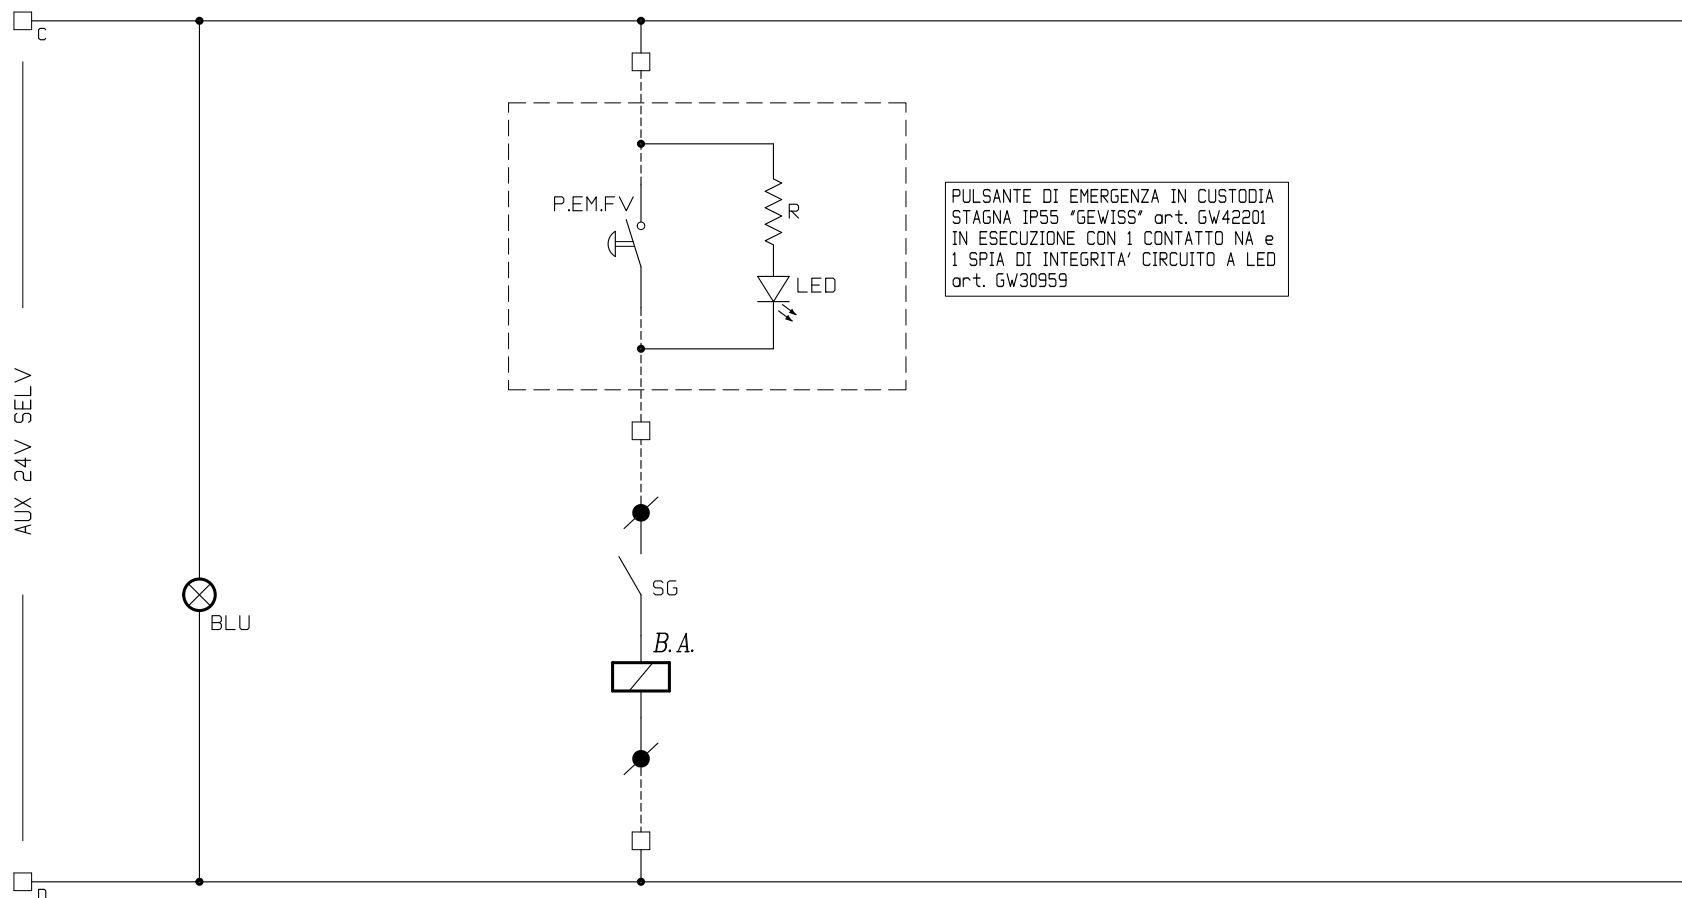 C
P.EM.FV
R
LED
PULSANTE DI EMERGENZA IN CUSTODIA
STAGNA IP55 "GEWISS" art. GW42201
IN ESECUZIONE CON 1 CONTATTO NA e
1 SPIA DI INTEGRITA' CIRCUITO A LED
art. GW30959
AUX 24V SELV
SG
BLU
B.A.